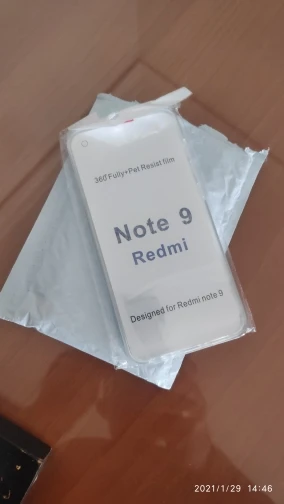 360°Fully+Pet Resist film
Note 9
Redmi
Designed for Redmi note 9
2021/1/29 14:46